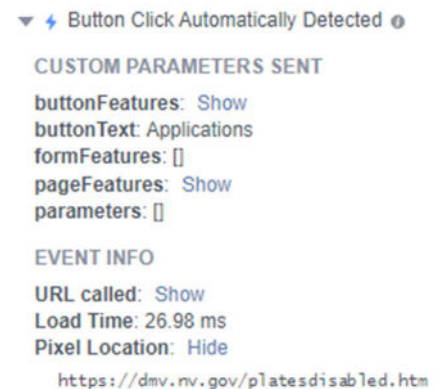 Button Click Automatically Detected
CUSTOM PARAMETERS SENT
buttonFeatures: Show
buttonText: Applications
formFeatures: []
pageFeatures: Show
parameters: []
EVENT INFO
URL called: Show
Load Time: 26.98 ms
Pixel Location: Hide
https://dmv.nv.gov/platesdisabled.htm